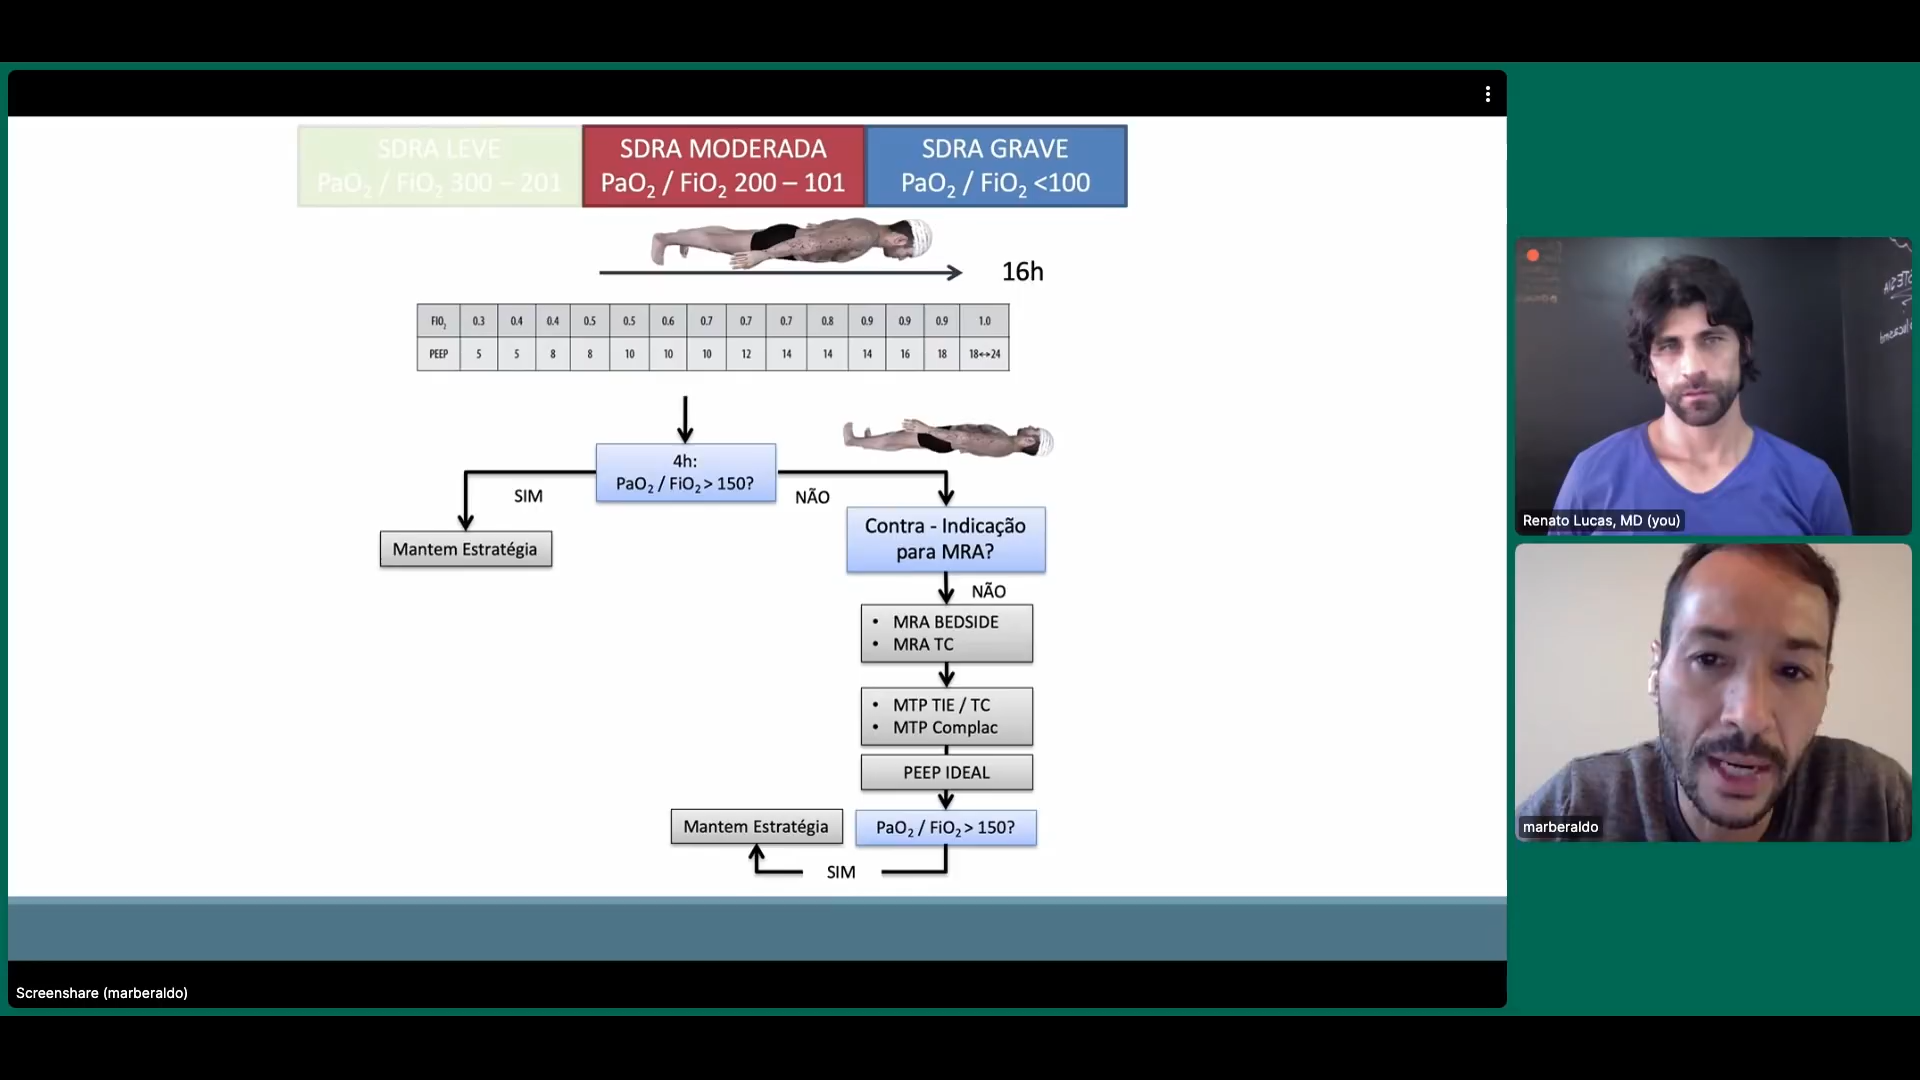 SDRA LEVE
PaO2 / FiO2 300 – 201
SDRA MODERADA
PaO2 / FiO2 200 – 101
SDRA GRAVE
PaO2 / FiO2 <100
16h
FIO2 0.3 0.4 0.4 0.5 0.5 0.6 0.7 0.7 0.7 0.8 0.9 0.9 0.9 1.0
PEEP 5 5 8 8 10 10 10 12 14 14 14 16 18 18↔24
4h:
PaO2 / FiO2 > 150?
SIM
NÃO
Mantem Estratégia
Contra - Indicação
para MRA?
NÃO
• MRA BEDSIDE
• MRA TC
• MTP TIE / TC
• MTP Complac
PEEP IDEAL
Mantem Estratégia
PaO2 / FiO2 > 150?
SIM
Screenshare (marberaldo)
Renato Lucas, MD (you)
marberaldo